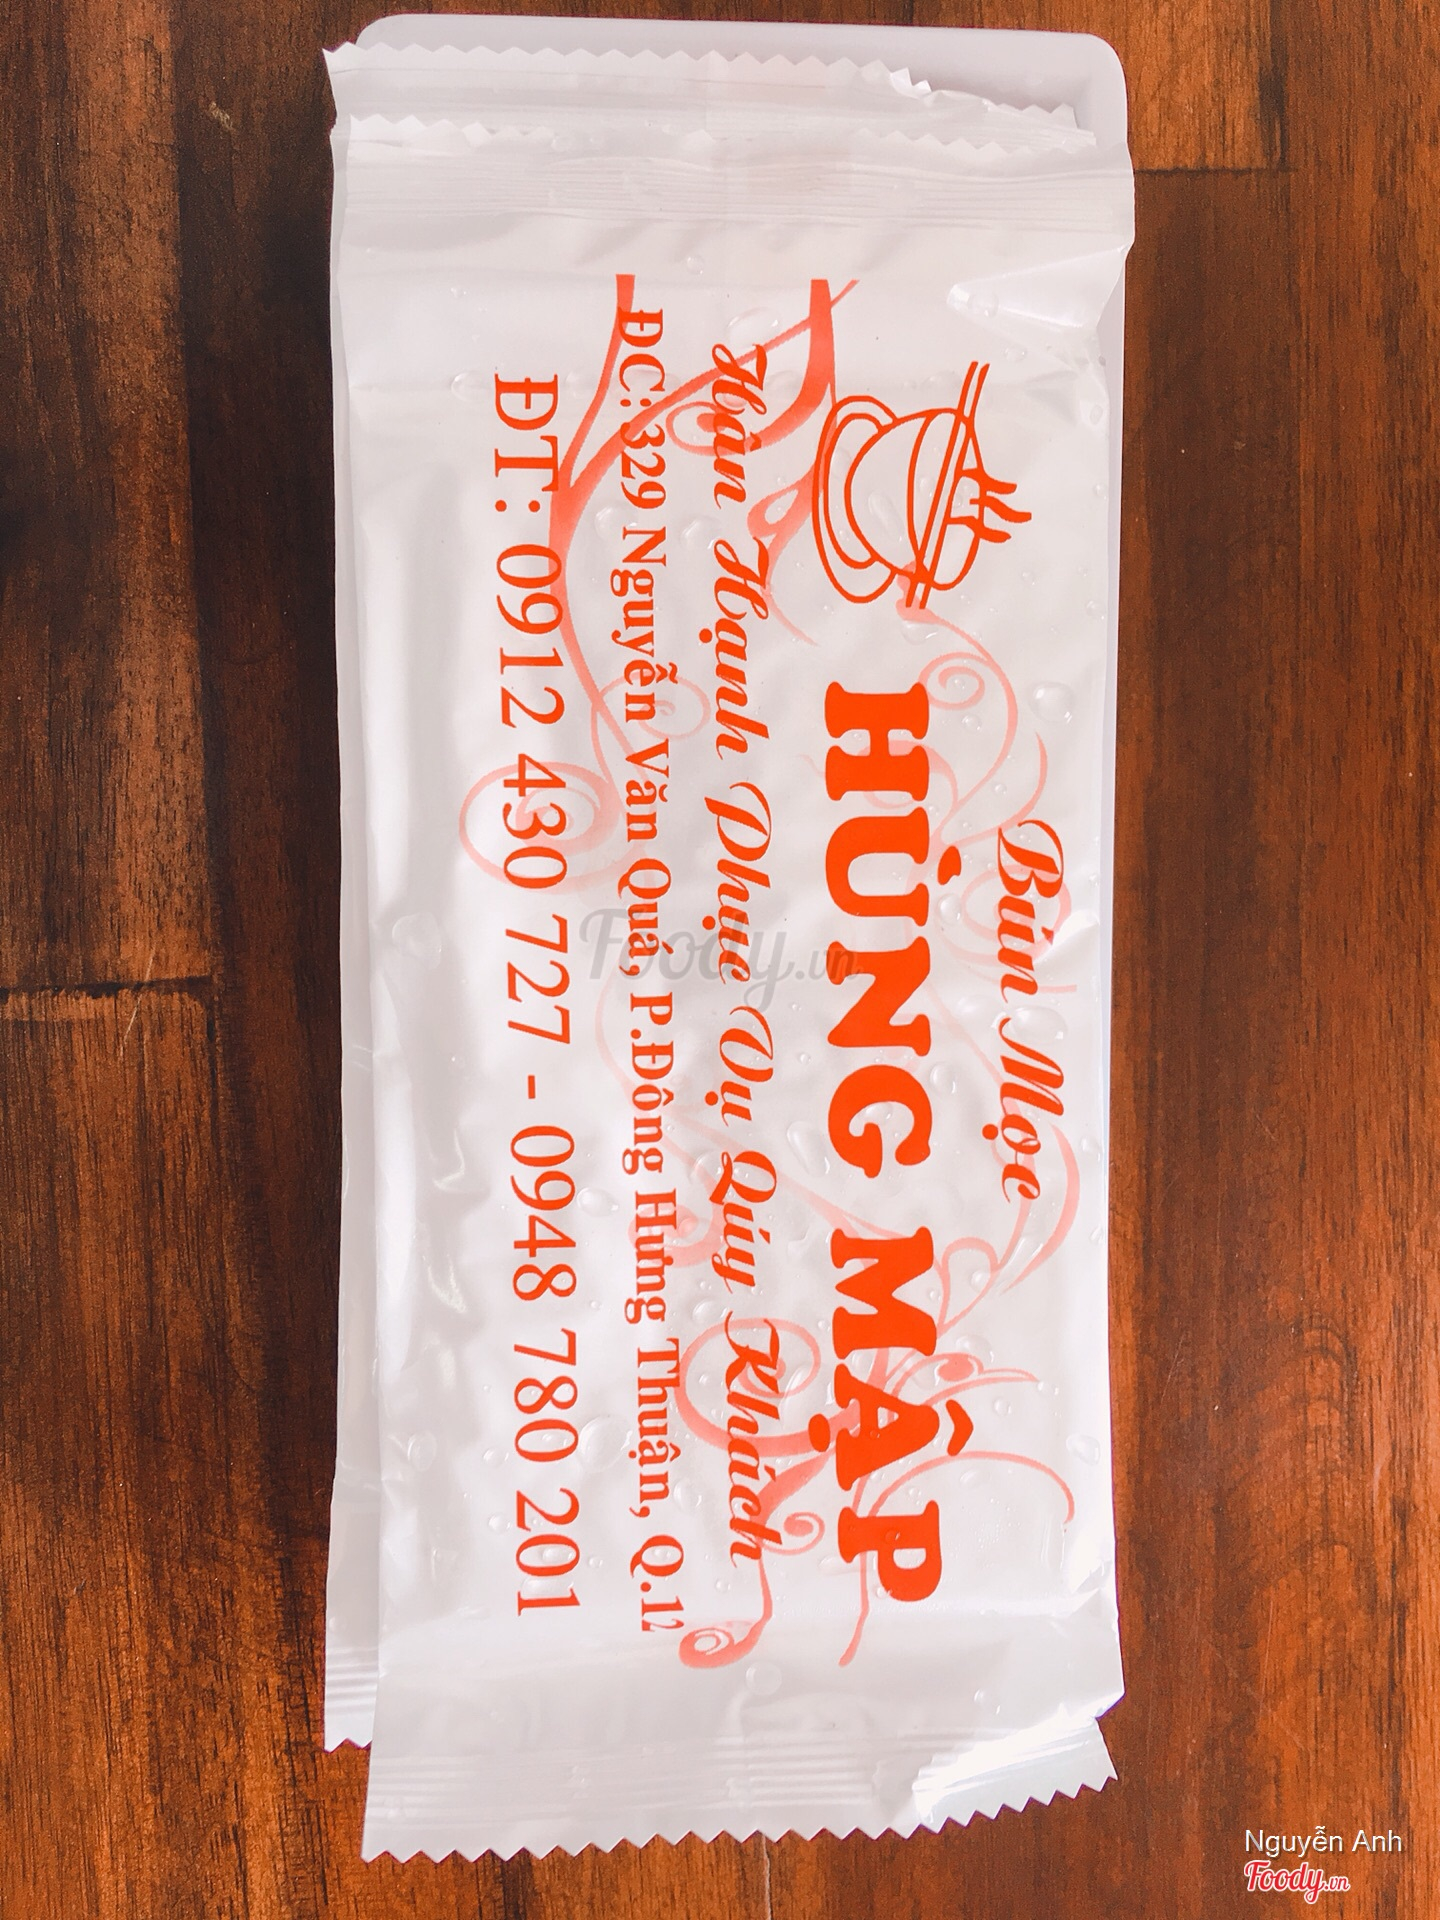 Bún Mọc
HÙNG MẬP
Hân Hạnh Phục Vụ Qúy Khách
ĐC: 329 Nguyễn Văn Quá, P.Đông Hưng Thuận, Q.12
ĐT: 0912 430 727 - 0948 780 201
Foody.vn
Nguyễn Anh
Foody.vn